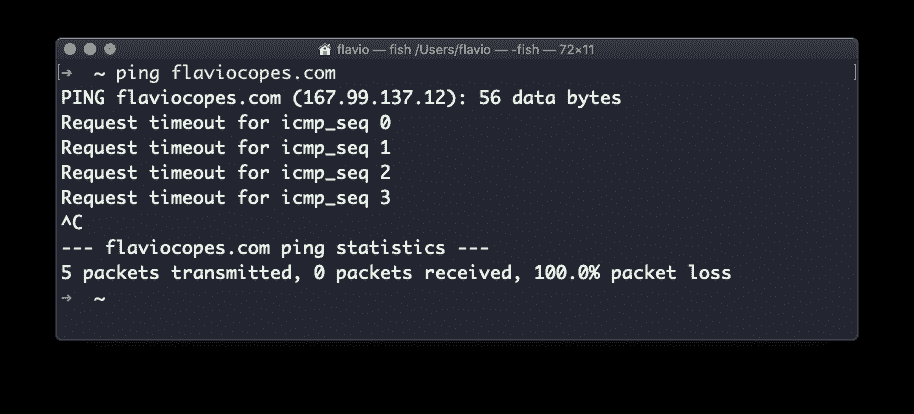 flavio — fish /Users/flavio — -fish — 72×11
[➜ ~ ping flaviocopes.com ]
PING flaviocopes.com (167.99.137.12): 56 data bytes
Request timeout for icmp_seq 0
Request timeout for icmp_seq 1
Request timeout for icmp_seq 2
Request timeout for icmp_seq 3
^C
--- flaviocopes.com ping statistics ---
5 packets transmitted, 0 packets received, 100.0% packet loss
➜ ~